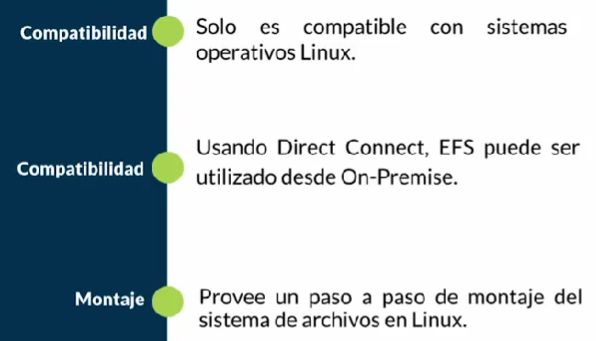 Compatibilidad
Solo es compatible con sistemas
operativos Linux.
Compatibilidad
Usando Direct Connect, EFS puede ser
utilizado desde On-Premise.
Montaje
Provee un paso a paso de montaje del
sistema de archivos en Linux.